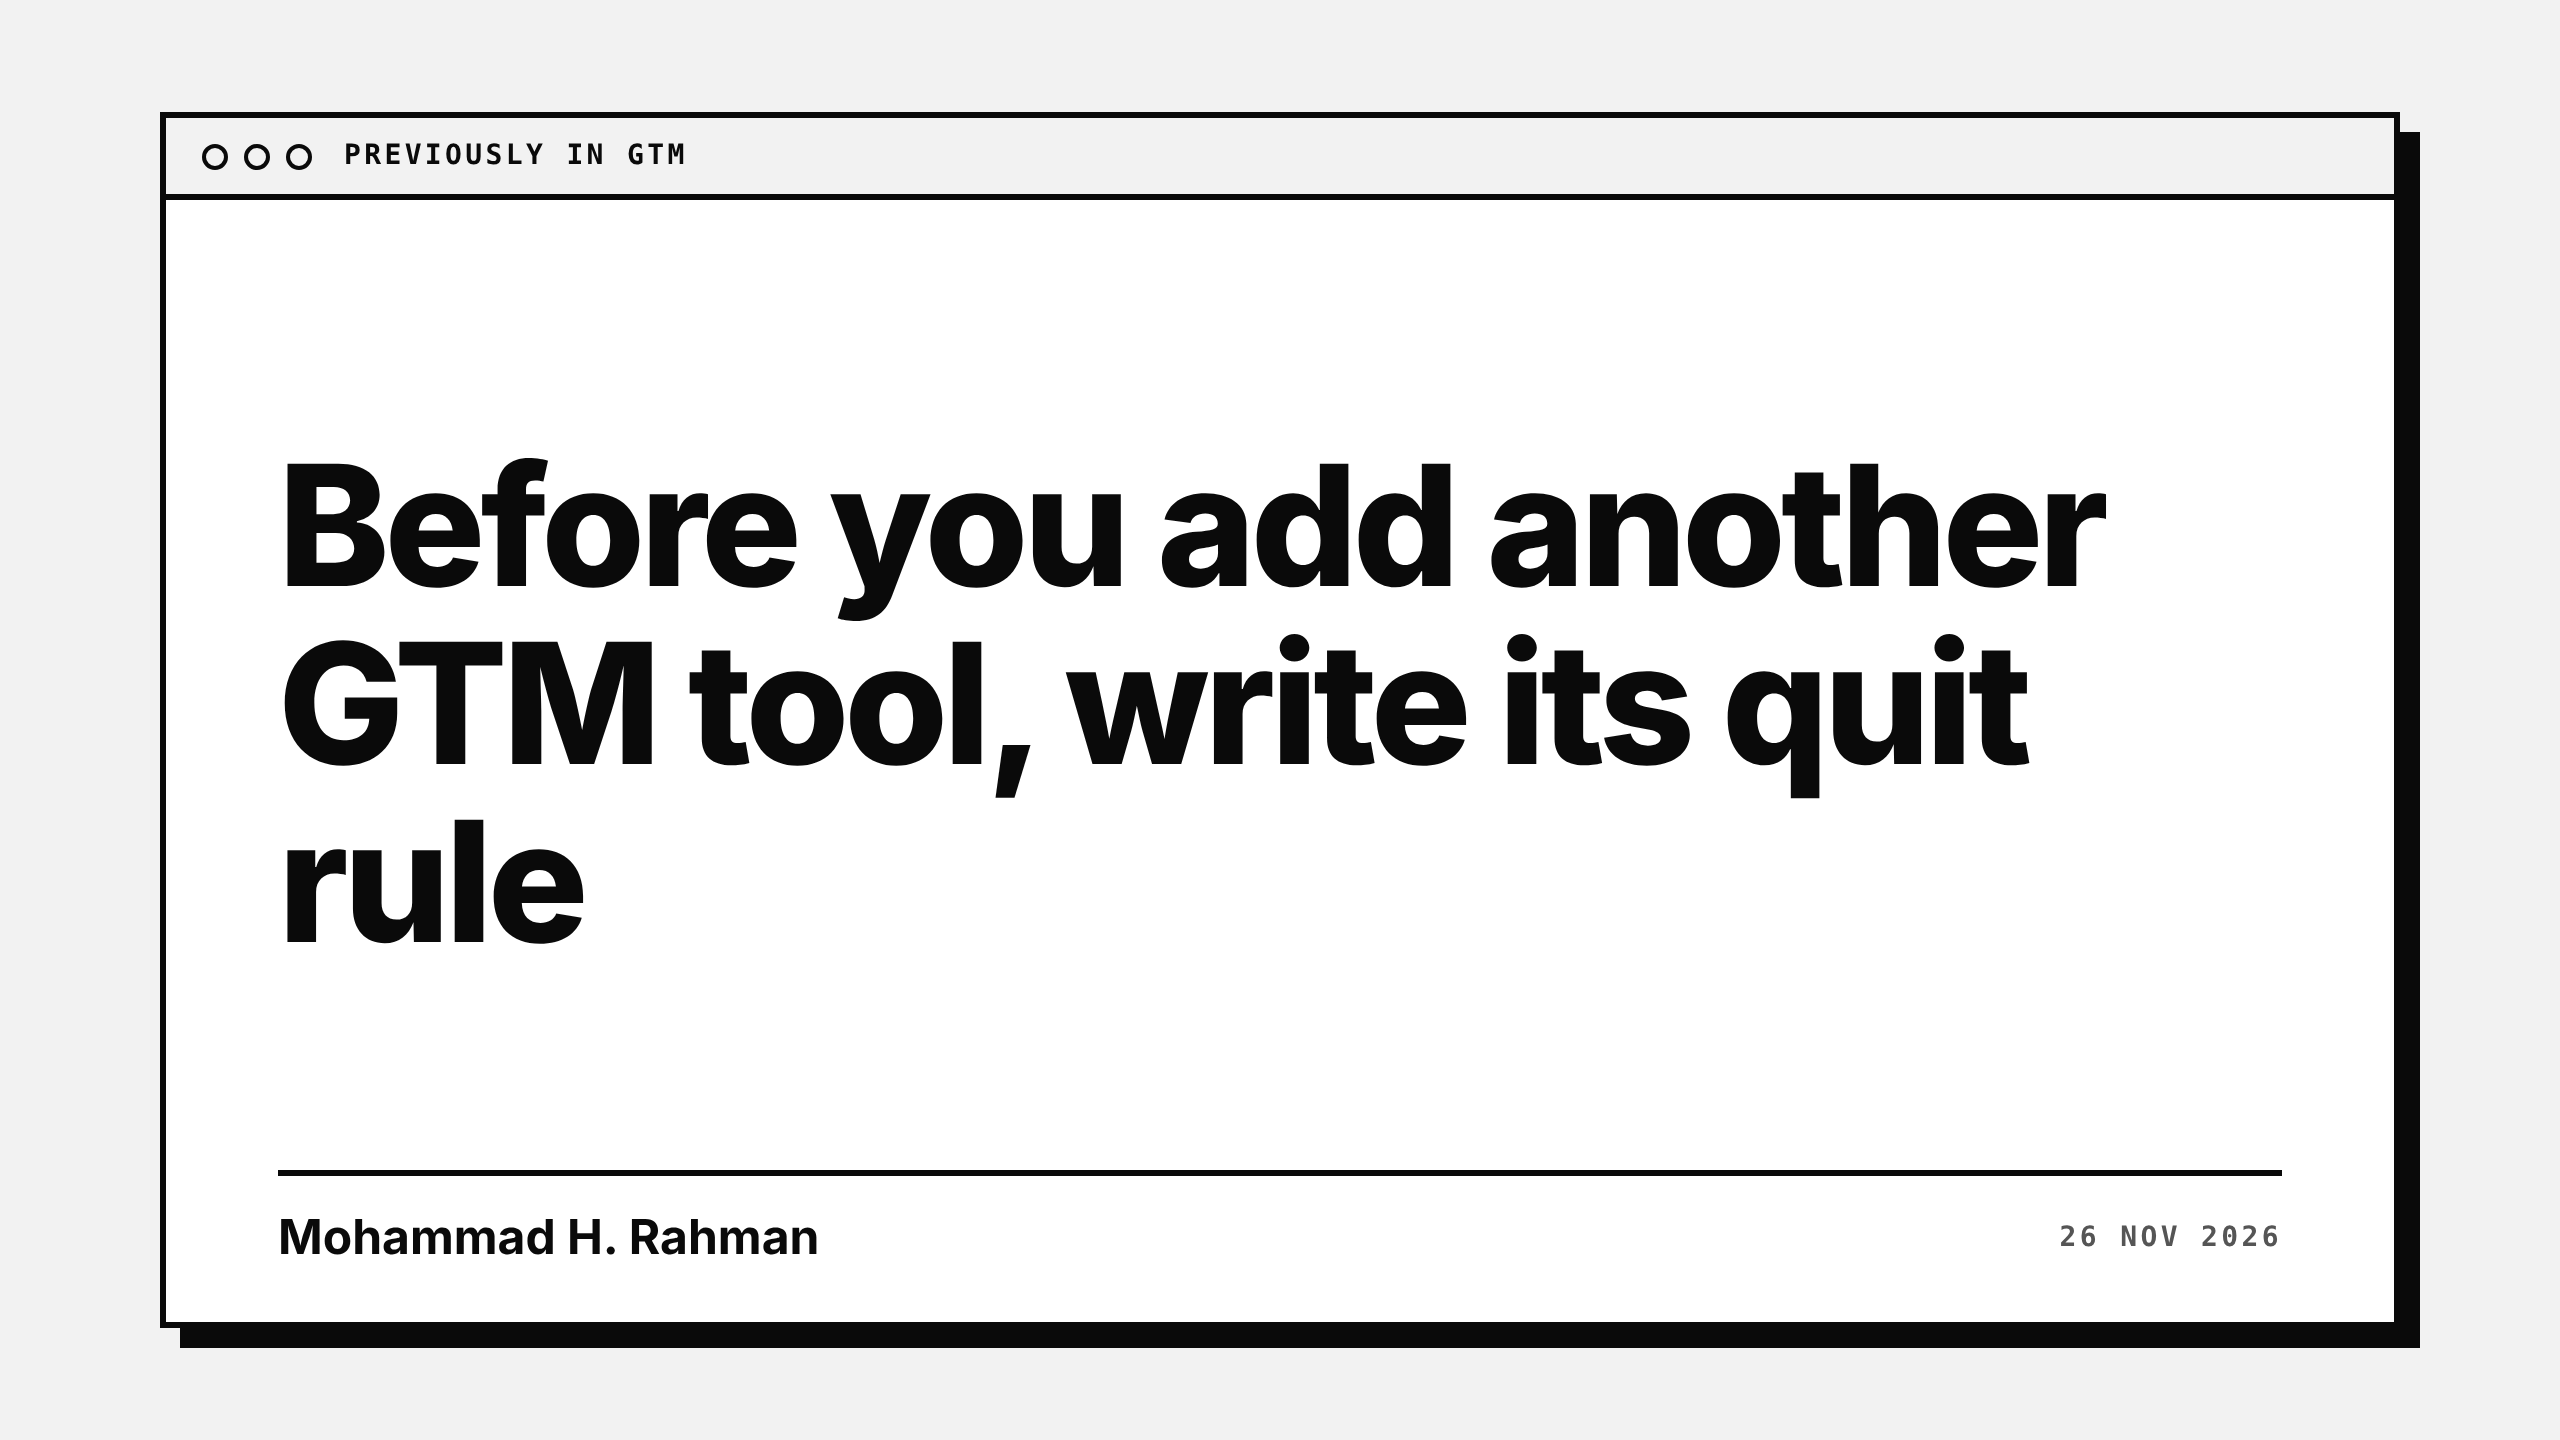 PREVIOUSLY IN GTM
Before you add another
GTM tool, write its quit
rule
Mohammad H. Rahman
26 NOV 2026